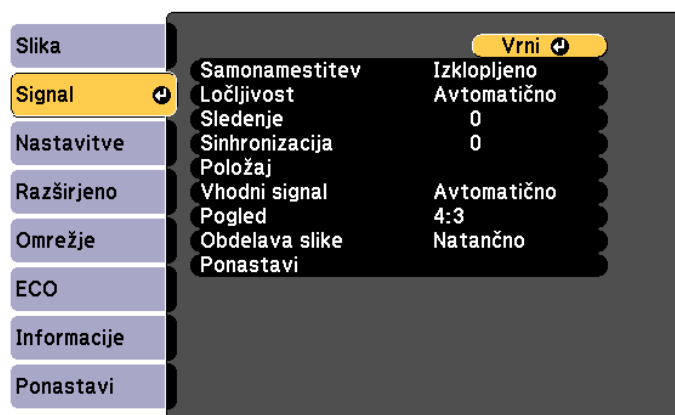 Slika
Signal
Nastavitve
Razširjeno
Omrežje
ECO
Informacije
Ponastavi
Vrni
Samonamestitev Izklopljeno
Ločljivost Avtomatično
Sledenje 0
Sinhronizacija 0
Položaj
Vhodni signal Avtomatično
Pogled 4:3
Obdelava slike Natančno
Ponastavi